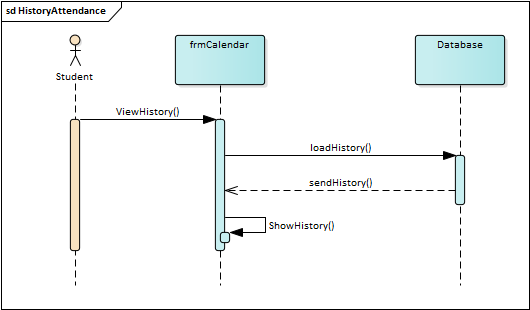 sd HistoryAttendance
frmCalendar
Database
Student
ViewHistory()
loadHistory()
sendHistory()
ShowHistory()